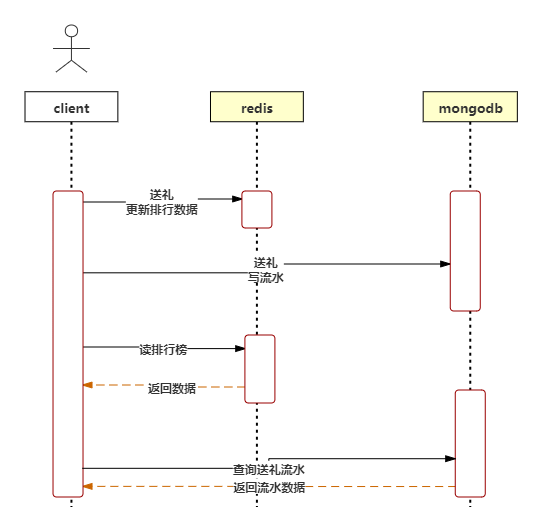 client
redis
mongodb
送礼
更新排行数据
送礼
写流水
读排行榜
返回数据
查询送礼流水
返回流水数据